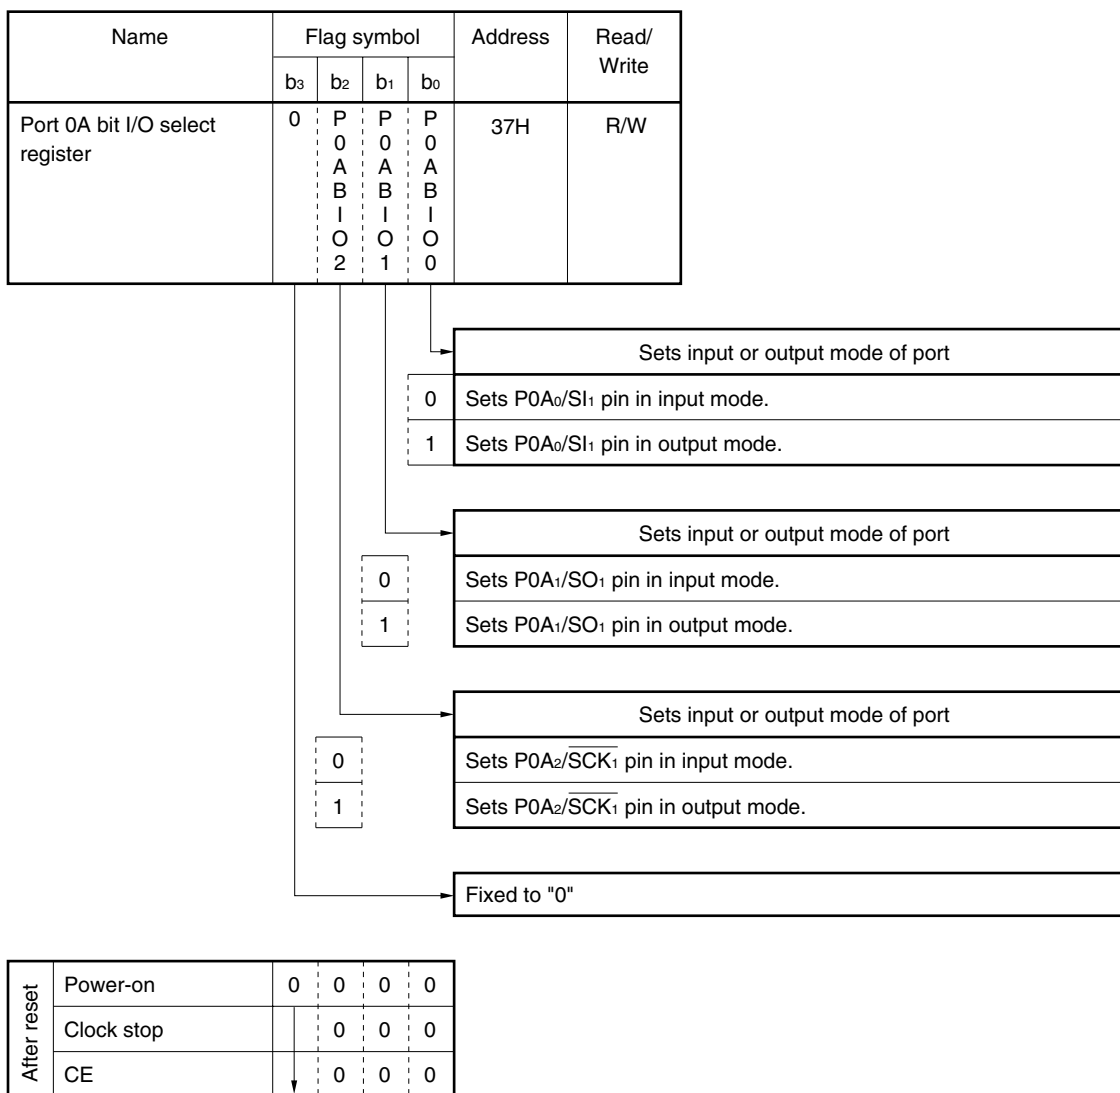 Name Flag symbol Address Read/
Write
b₃ b₂ b₁ b₀
Port 0A bit I/O select
register
0 P0ABIO2 P0ABIO1 P0ABIO0 37H R/W
Sets input or output mode of port
0 Sets P0A₀/SI₁ pin in input mode.
1 Sets P0A₀/SI₁ pin in output mode.
Sets input or output mode of port
0 Sets P0A₁/SO₁ pin in input mode.
1 Sets P0A₁/SO₁ pin in output mode.
Sets input or output mode of port
0 Sets P0A₂/S̅C̅K̅₁ pin in input mode.
1 Sets P0A₂/S̅C̅K̅₁ pin in output mode.
Fixed to "0"
After reset
Power-on 0 0 0 0
Clock stop 0 0 0
CE 0 0 0